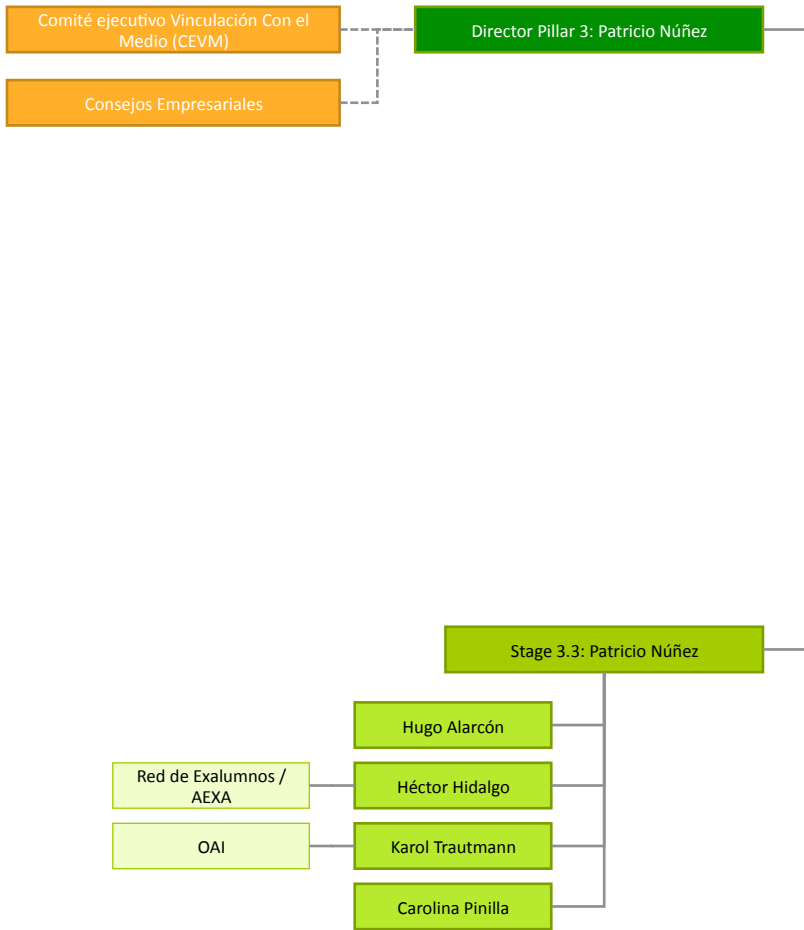 Comité ejecutivo Vinculación Con el
Medio (CEVM)
Director Pillar 3: Patricio Núñez
Consejos Empresariales
Stage 3.3: Patricio Núñez
Hugo Alarcón
Red de Exalumnos /
AEXA
Héctor Hidalgo
OAI
Karol Trautmann
Carolina Pinilla